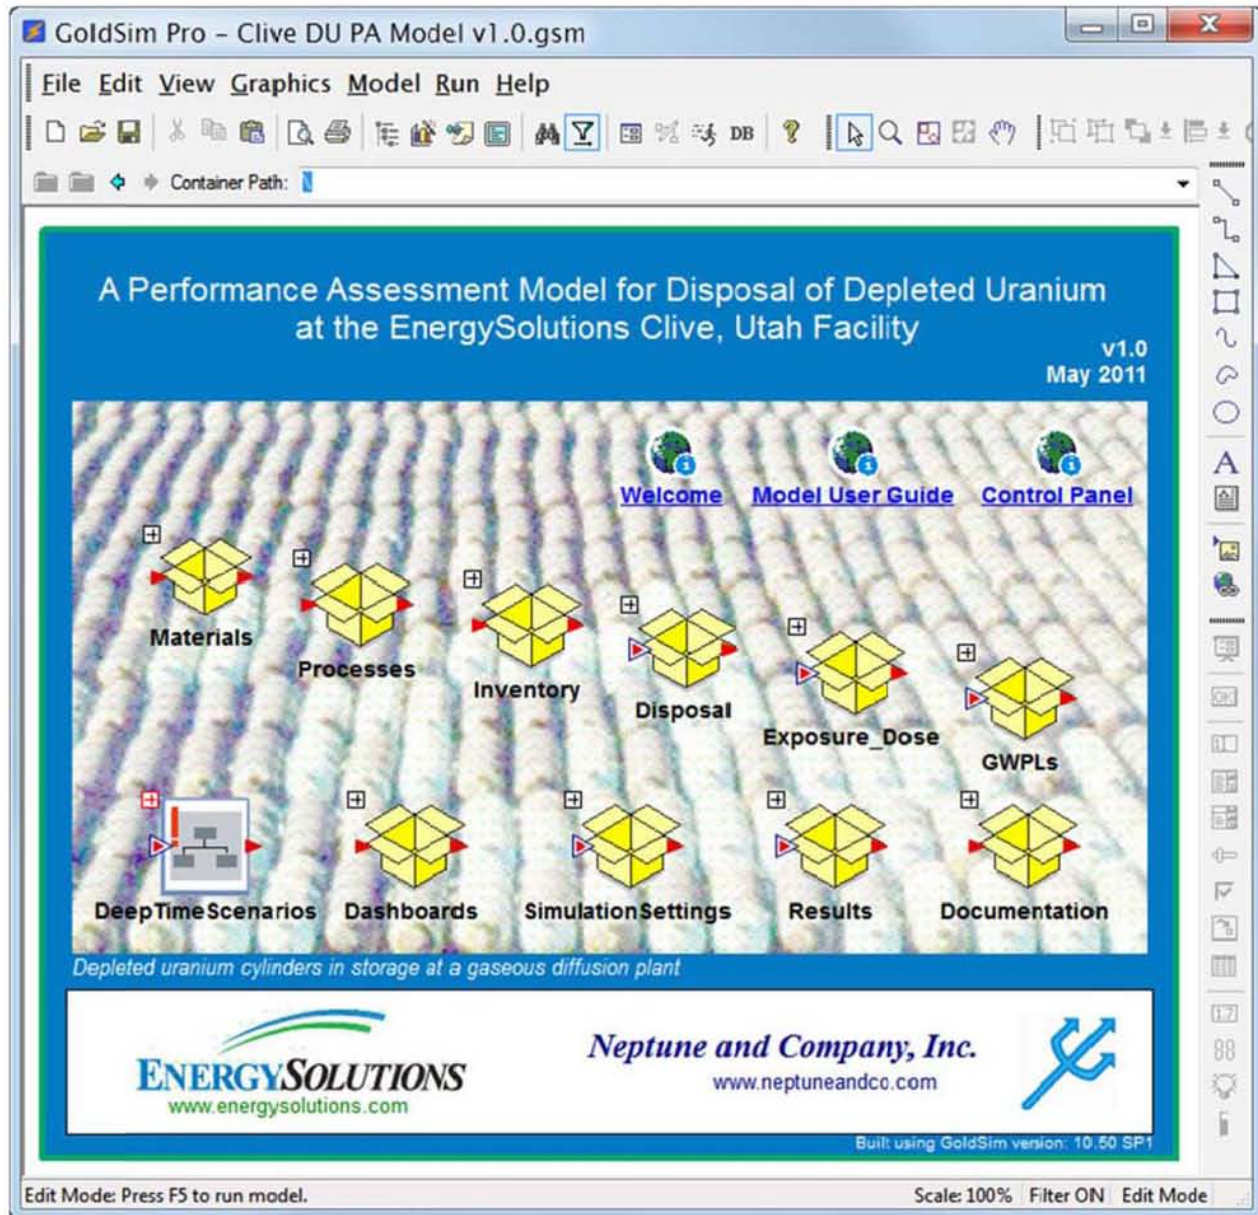 GoldSim Pro – Clive DU PA Model v1.0.gsm
File Edit View Graphics Model Run Help
DB
Container Path: \
A Performance Assessment Model for Disposal of Depleted Uranium
at the EnergySolutions Clive, Utah Facility
v1.0
May 2011
Welcome Model User Guide Control Panel
Materials
Processes
Inventory
Disposal
Exposure_Dose
GWPLs
DeepTimeScenarios Dashboards SimulationSettings Results Documentation
Depleted uranium cylinders in storage at a gaseous diffusion plant
ENERGYSOLUTIONS
www.energysolutions.com
Neptune and Company, Inc.
www.neptuneandco.com
Built using GoldSim version: 10.50 SP1
Edit Mode: Press F5 to run model.
Scale: 100% Filter ON Edit Mode